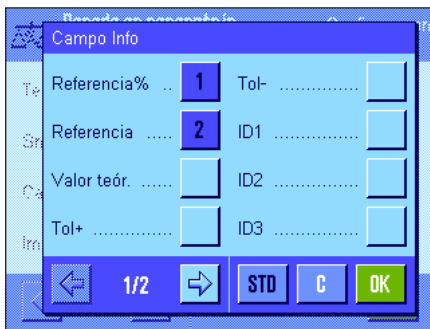 Campo Info
Referencia% .. 1
Tol- ...............
Referencia ..... 2
ID1 ................
Valor teór. ......
ID2 ................
Tol+ ..............
ID3 ................
1/2
STD
C
OK